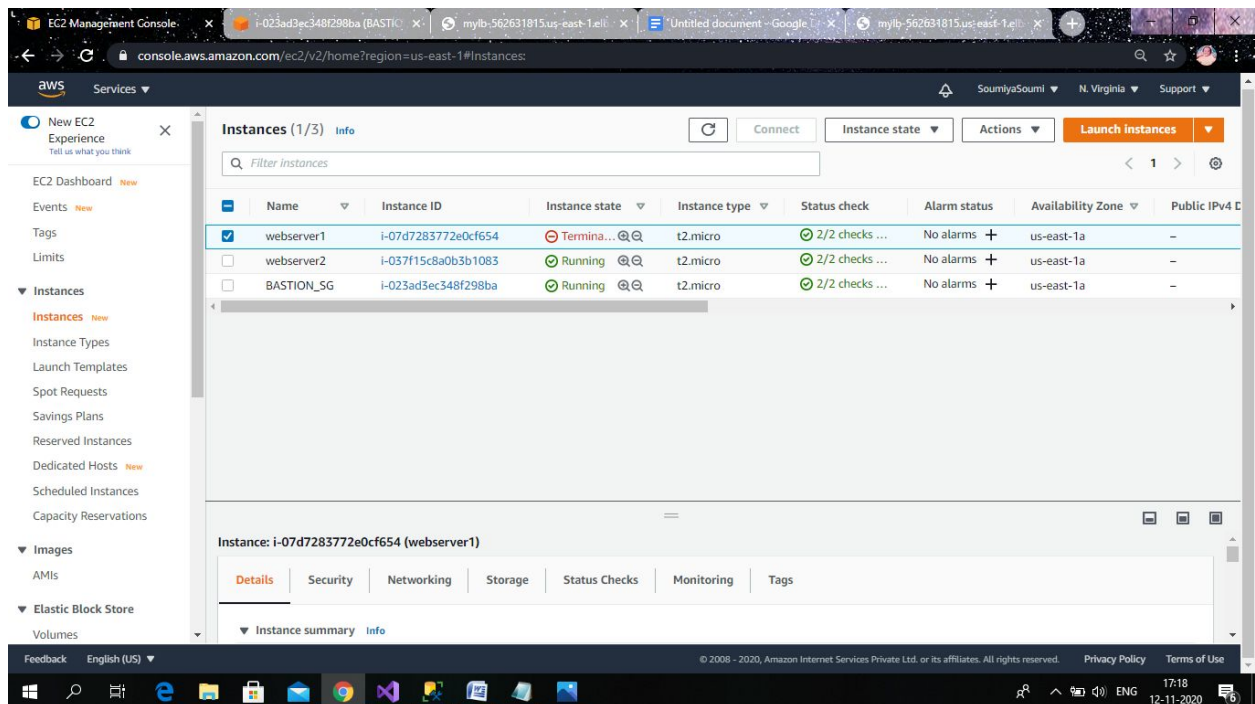 EC2 Management Console
i-023ad3ec348f298ba (BASTIO
mylb-562631815.us-east-1.elb
Untitled document - Google D
mylb-562631815.us-east-1.elb
console.aws.amazon.com/ec2/v2/home?region=us-east-1#Instances:
aws Services SoumiyaSoumi N. Virginia Support
New EC2
Experience
Tell us what you think
EC2 Dashboard New
Events New
Tags
Limits
Instances
Instances New
Instance Types
Launch Templates
Spot Requests
Savings Plans
Reserved Instances
Dedicated Hosts New
Scheduled Instances
Capacity Reservations
Images
AMIs
Elastic Block Store
Volumes
Instances (1/3) Info Connect Instance state Actions Launch instances
Filter instances 1
Name Instance ID Instance state Instance type Status check Alarm status Availability Zone Public IPv4 D
webserver1 i-07d7283772e0cf654 Termina... t2.micro 2/2 checks ... No alarms + us-east-1a –
webserver2 i-037f15c8a0b3b1083 Running t2.micro 2/2 checks ... No alarms + us-east-1a –
BASTION_SG i-023ad3ec348f298ba Running t2.micro 2/2 checks ... No alarms + us-east-1a –
Instance: i-07d7283772e0cf654 (webserver1)
Details Security Networking Storage Status Checks Monitoring Tags
Instance summary Info
Feedback English (US) © 2008 - 2020, Amazon Internet Services Private Ltd. or its affiliates. All rights reserved. Privacy Policy Terms of Use
ENG
17:18
12-11-2020
6